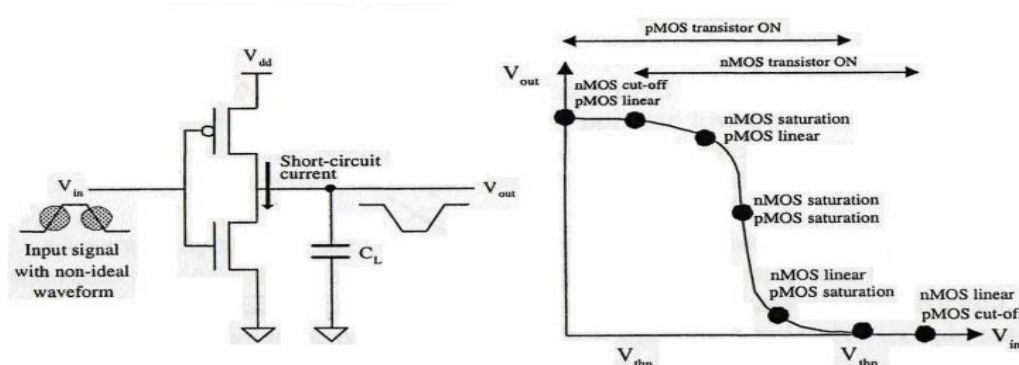 V_dd
V_in
Short-circuit
current
V_out
C_L
Input signal
with non-ideal
waveform
pMOS transistor ON
nMOS transistor ON
V_out
nMOS cut-off
pMOS linear
nMOS saturation
pMOS linear
nMOS saturation
pMOS saturation
nMOS linear
pMOS saturation
nMOS linear
pMOS cut-off
V_in